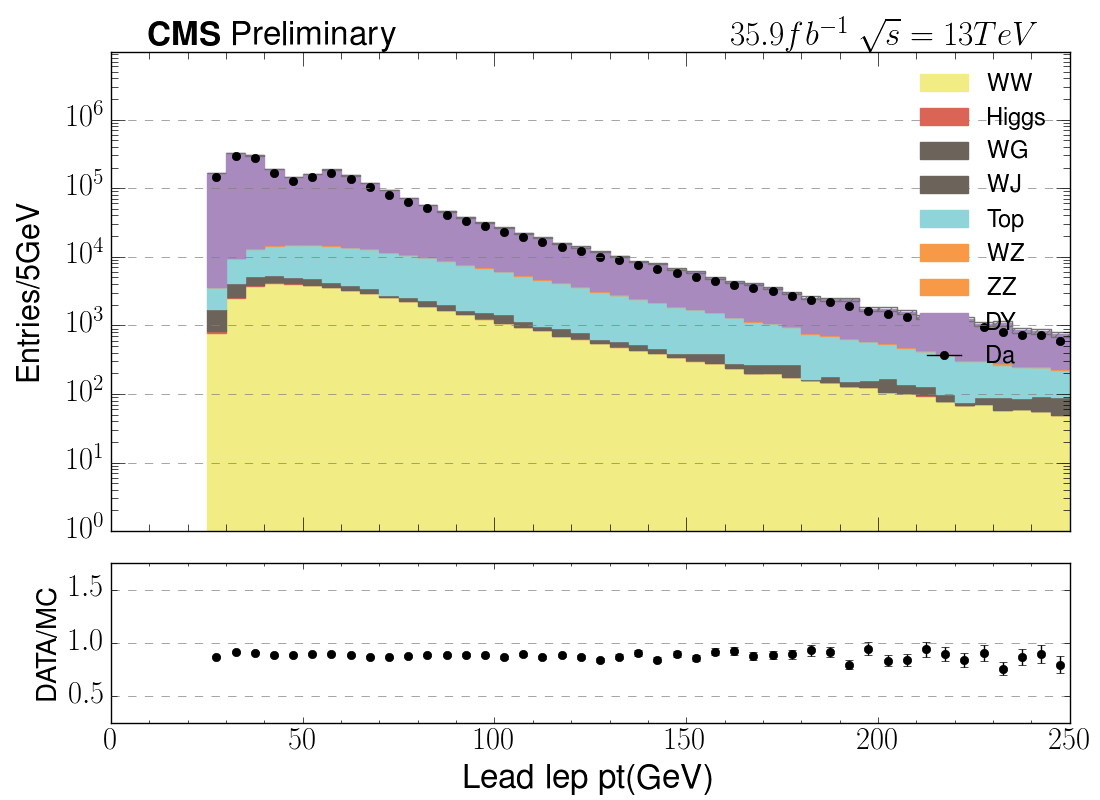 CMS Preliminary
35.9fb⁻¹ √s = 13TeV
Entries/5GeV
10⁶
10⁵
10⁴
10³
10²
10¹
10⁰
WW
Higgs
WG
WJ
Top
WZ
ZZ
DY
Da
DATA/MC
1.5
1.0
0.5
0 50 100 150 200 250
Lead lep pt(GeV)